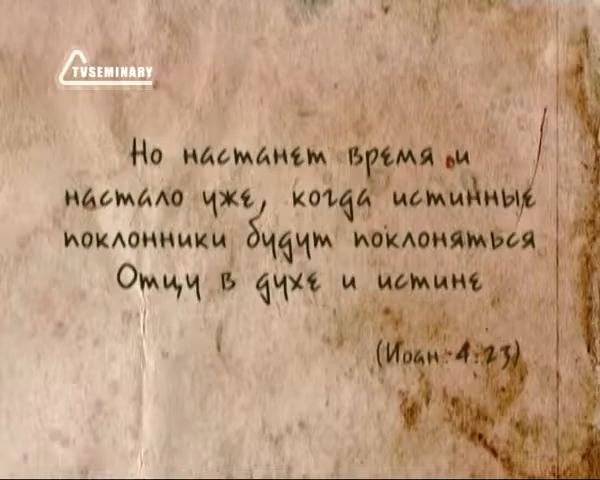 TVSEMINARY
Но настанет время и
настало уже, когда истинные
поклонники будут поклоняться
Отцу в духе и истине
(Иоан. 4:23)